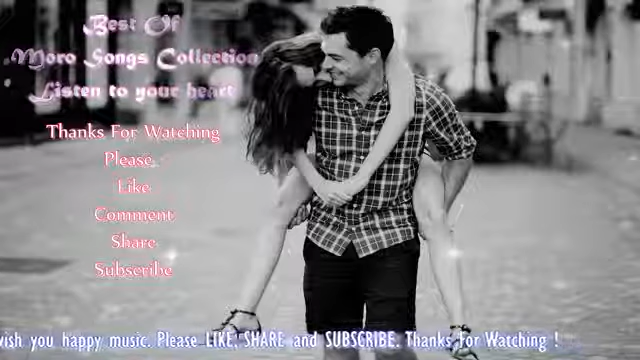 Best Of
Moro Songs Collection
Listen to your heart
Thanks For Watching
Please
Like
Comment
Share
Subscribe
wish you happy music. Please LIKE, SHARE and SUBSCRIBE. Thanks For Watching !